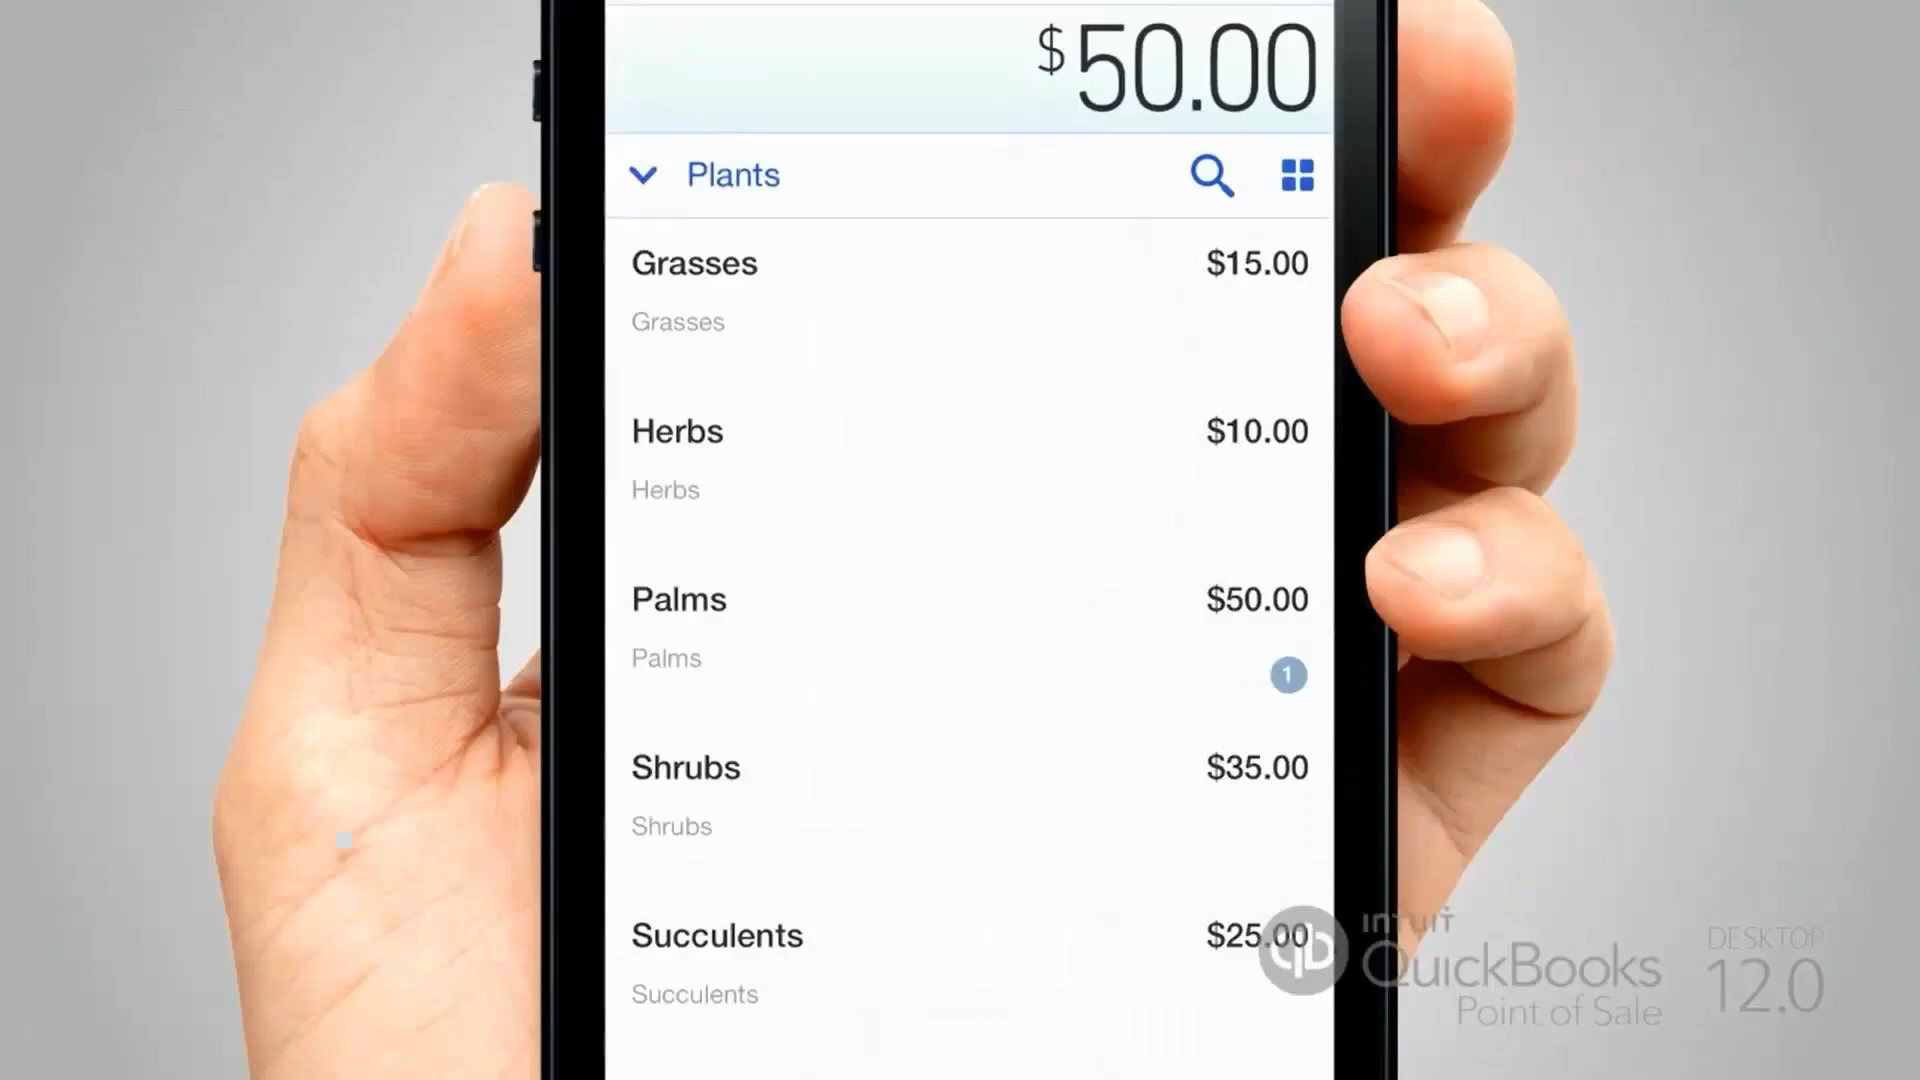 $50.00
Plants
Grasses $15.00
Grasses
Herbs $10.00
Herbs
Palms $50.00
Palms
1
Shrubs $35.00
Shrubs
Succulents $25.00
Succulents
qb
intuit
QuickBooks
Point of Sale
DESKTOP
12.0